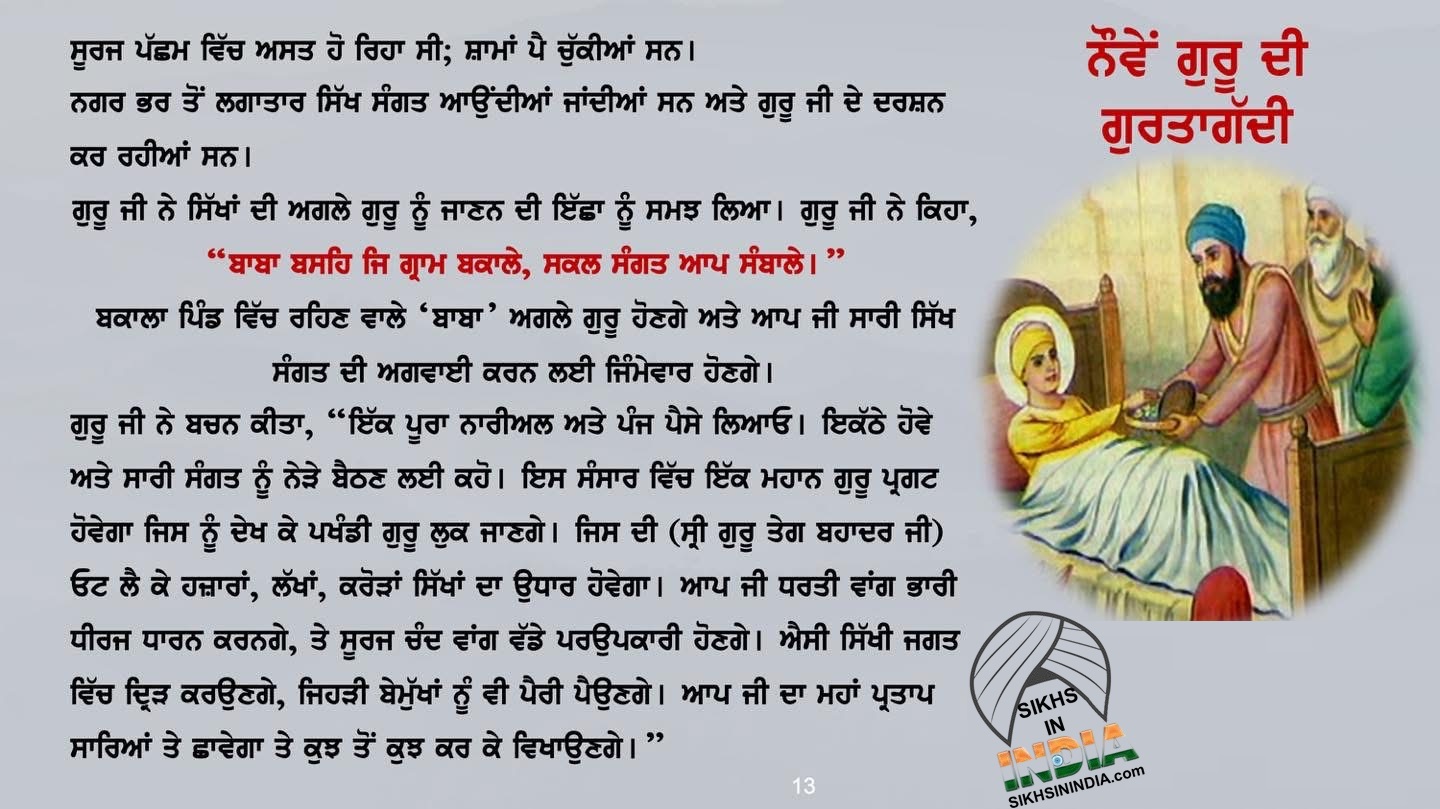 ਸੂਰਜ ਪੱਛਮ ਵਿੱਚ ਅਸਤ ਹੋ ਰਿਹਾ ਸੀ; ਸ਼ਾਮਾਂ ਪੈ ਚੁੱਕੀਆਂ ਸਨ।
ਨਗਰ ਭਰ ਤੋਂ ਲਗਾਤਾਰ ਸਿੱਖ ਸੰਗਤ ਆਉਂਦੀਆਂ ਜਾਂਦੀਆਂ ਸਨ ਅਤੇ ਗੁਰੂ ਜੀ ਦੇ ਦਰਸ਼ਨ
ਕਰ ਰਹੀਆਂ ਸਨ।
ਗੁਰੂ ਜੀ ਨੇ ਸਿੱਖਾਂ ਦੀ ਅਗਲੇ ਗੁਰੂ ਨੂੰ ਜਾਣਨ ਦੀ ਇੱਛਾ ਨੂੰ ਸਮਝ ਲਿਆ। ਗੁਰੂ ਜੀ ਨੇ ਕਿਹਾ,
“ਬਾਬਾ ਬਸਹਿ ਜਿ ਗ੍ਰਾਮ ਬਕਾਲੇ, ਸਕਲ ਸੰਗਤ ਆਪ ਸੰਬਾਲੇ।”
ਬਕਾਲਾ ਪਿੰਡ ਵਿੱਚ ਰਹਿਣ ਵਾਲੇ ‘ਬਾਬਾ’ ਅਗਲੇ ਗੁਰੂ ਹੋਣਗੇ ਅਤੇ ਆਪ ਜੀ ਸਾਰੀ ਸਿੱਖ
ਸੰਗਤ ਦੀ ਅਗਵਾਈ ਕਰਨ ਲਈ ਜਿੰਮੇਵਾਰ ਹੋਣਗੇ।
ਗੁਰੂ ਜੀ ਨੇ ਬਚਨ ਕੀਤਾ, “ਇੱਕ ਪੂਰਾ ਨਾਰੀਅਲ ਅਤੇ ਪੰਜ ਪੈਸੇ ਲਿਆਓ। ਇਕੱਠੇ ਹੋਵੇ
ਅਤੇ ਸਾਰੀ ਸੰਗਤ ਨੂੰ ਨੇੜੇ ਬੈਠਣ ਲਈ ਕਹੋ। ਇਸ ਸੰਸਾਰ ਵਿੱਚ ਇੱਕ ਮਹਾਨ ਗੁਰੂ ਪ੍ਰਗਟ
ਹੋਵੇਗਾ ਜਿਸ ਨੂੰ ਦੇਖ ਕੇ ਪਖੰਡੀ ਗੁਰੂ ਲੁਕ ਜਾਣਗੇ। ਜਿਸ ਦੀ (ਸ੍ਰੀ ਗੁਰੂ ਤੇਗ ਬਹਾਦਰ ਜੀ)
ਓਟ ਲੈ ਕੇ ਹਜ਼ਾਰਾਂ, ਲੱਖਾਂ, ਕਰੋੜਾਂ ਸਿੱਖਾਂ ਦਾ ਉਧਾਰ ਹੋਵੇਗਾ। ਆਪ ਜੀ ਧਰਤੀ ਵਾਂਗ ਭਾਰੀ
ਧੀਰਜ ਧਾਰਨ ਕਰਨਗੇ, ਤੇ ਸੂਰਜ ਚੰਦ ਵਾਂਗ ਵੱਡੇ ਪਰਉਪਕਾਰੀ ਹੋਣਗੇ। ਐਸੀ ਸਿੱਖੀ ਜਗਤ
ਵਿੱਚ ਦ੍ਰਿੜ ਕਰਉਣਗੇ, ਜਿਹੜੀ ਬੇਮੁੱਖਾਂ ਨੂੰ ਵੀ ਪੈਰੀ ਪੈਉਣਗੇ। ਆਪ ਜੀ ਦਾ ਮਹਾਂ ਪ੍ਰਤਾਪ
ਸਾਰਿਆਂ ਤੇ ਛਾਵੇਗਾ ਤੇ ਕੁਝ ਤੋਂ ਕੁਝ ਕਰ ਕੇ ਵਿਖਾਉਣਗੇ।”
ਨੌਵੇਂ ਗੁਰੂ ਦੀ
ਗੁਰਤਾਗੱਦੀ
SIKHS
IN
INDIA
SIKHSININDIA.com
13